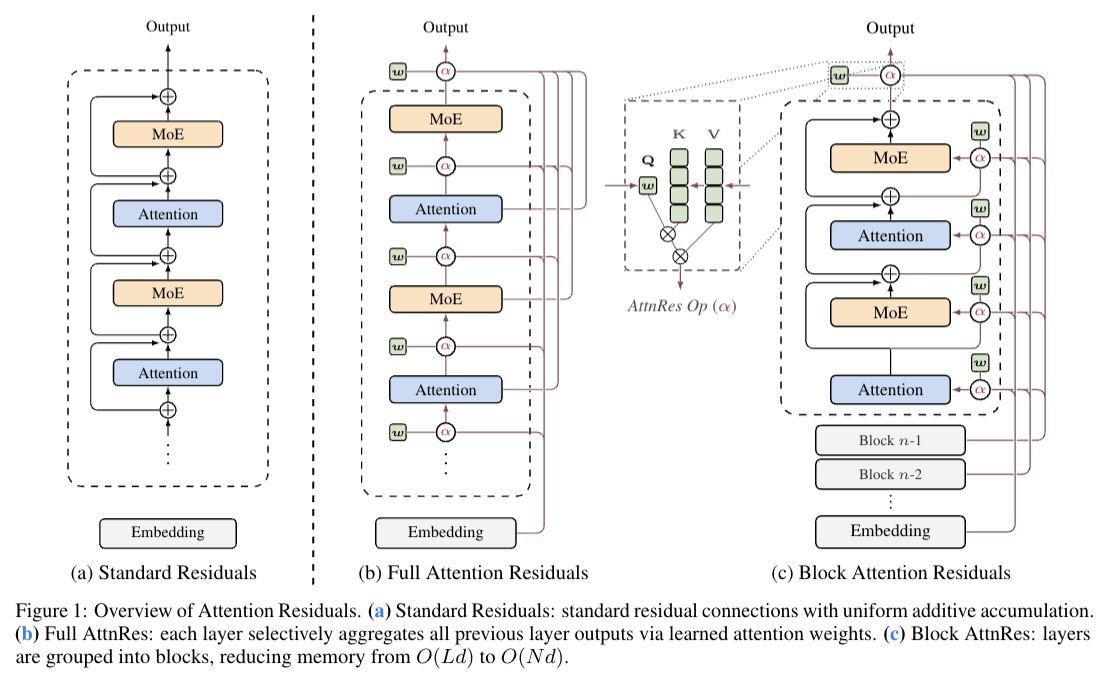 Output
MoE
Attention
MoE
Attention
Embedding
(a) Standard Residuals
Output
w α
MoE
w α
Attention
w α
MoE
w α
Attention
w α
Embedding
(b) Full Attention Residuals
Output
w α
K V
Q
w
AttnRes Op (α)
w
MoE α
w
Attention α
w
MoE α
w
Attention α
Block n-1
Block n-2
Embedding
(c) Block Attention Residuals
Figure 1: Overview of Attention Residuals. (a) Standard Residuals: standard residual connections with uniform additive accumulation.
(b) Full AttnRes: each layer selectively aggregates all previous layer outputs via learned attention weights. (c) Block AttnRes: layers
are grouped into blocks, reducing memory from O(Ld) to O(Nd).